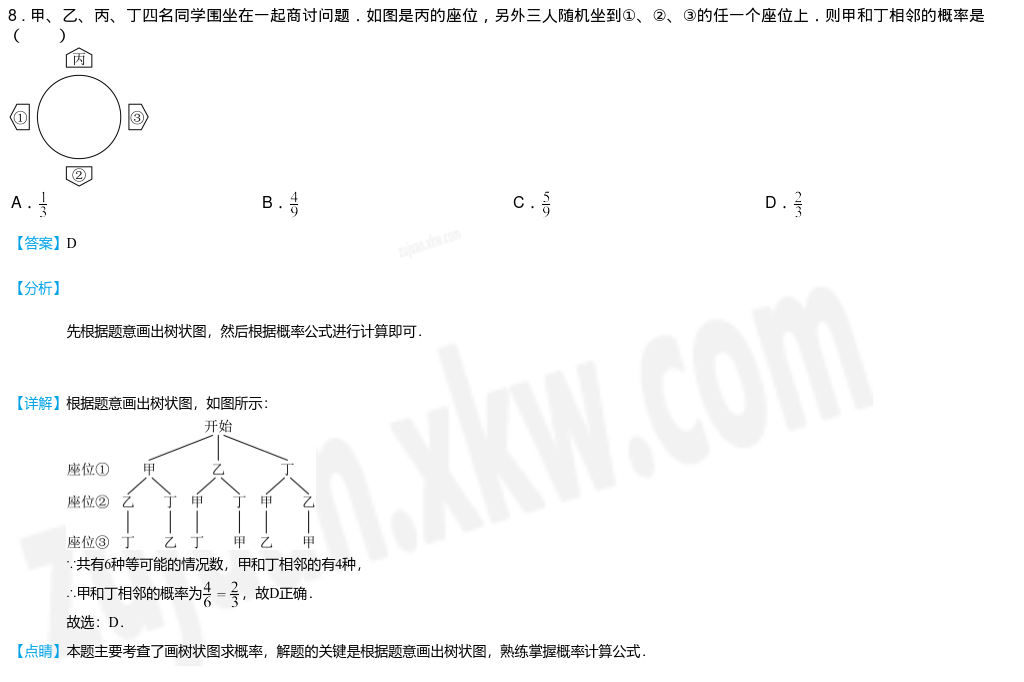 8．甲、乙、丙、丁四名同学围坐在一起商讨问题．如图是丙的座位，另外三人随机坐到①、②、③的任一个座位上．则甲和丁相邻的概率是
（　　）
丙
① ③
②
A．1/3 B．4/9 C．5/9 D．2/3
【答案】D
zujuan.xkw.com
【分析】
先根据题意画出树状图，然后根据概率公式进行计算即可．
【详解】根据题意画出树状图，如图所示：
开始
座位① 甲 乙 丁
座位② 乙 丁 甲 丁 甲 乙
座位③ 丁 乙 丁 甲 乙 甲
∵共有6种等可能的情况数，甲和丁相邻的有4种，
∴甲和丁相邻的概率为4/6=2/3，故D正确．
故选：D．
【点睛】本题主要考查了画树状图求概率，解题的关键是根据题意画出树状图，熟练掌握概率计算公式．
zujuan.xkw.com